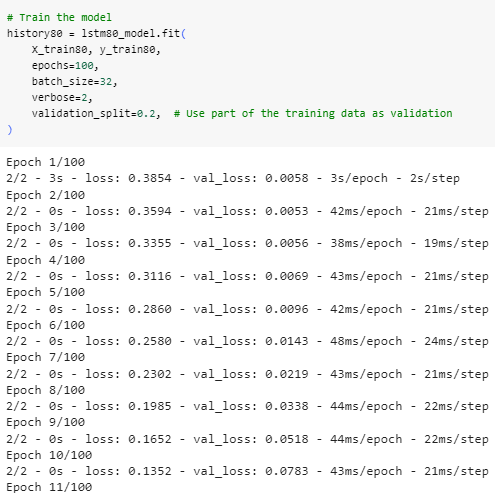 # Train the model
history80 = lstm80_model.fit(
    X_train80, y_train80,
    epochs=100,
    batch_size=32,
    verbose=2,
    validation_split=0.2,  # Use part of the training data as validation
)
Epoch 1/100
2/2 - 3s - loss: 0.3854 - val_loss: 0.0058 - 3s/epoch - 2s/step
Epoch 2/100
2/2 - 0s - loss: 0.3594 - val_loss: 0.0053 - 42ms/epoch - 21ms/step
Epoch 3/100
2/2 - 0s - loss: 0.3355 - val_loss: 0.0056 - 38ms/epoch - 19ms/step
Epoch 4/100
2/2 - 0s - loss: 0.3116 - val_loss: 0.0069 - 43ms/epoch - 21ms/step
Epoch 5/100
2/2 - 0s - loss: 0.2860 - val_loss: 0.0096 - 42ms/epoch - 21ms/step
Epoch 6/100
2/2 - 0s - loss: 0.2580 - val_loss: 0.0143 - 48ms/epoch - 24ms/step
Epoch 7/100
2/2 - 0s - loss: 0.2302 - val_loss: 0.0219 - 43ms/epoch - 21ms/step
Epoch 8/100
2/2 - 0s - loss: 0.1985 - val_loss: 0.0338 - 44ms/epoch - 22ms/step
Epoch 9/100
2/2 - 0s - loss: 0.1652 - val_loss: 0.0518 - 44ms/epoch - 22ms/step
Epoch 10/100
2/2 - 0s - loss: 0.1352 - val_loss: 0.0783 - 43ms/epoch - 21ms/step
Epoch 11/100